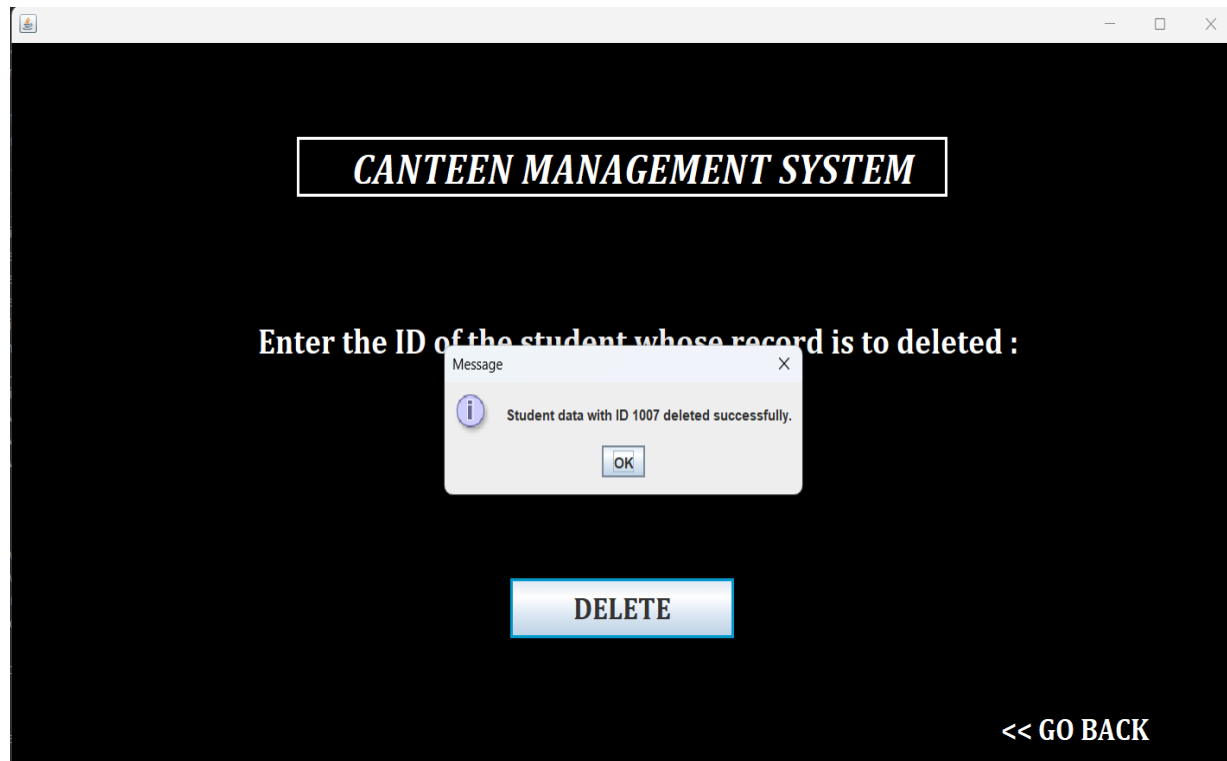 CANTEEN MANAGEMENT SYSTEM
Enter the ID of the student whose record is to deleted :
Message
Student data with ID 1007 deleted successfully.
OK
DELETE
<< GO BACK